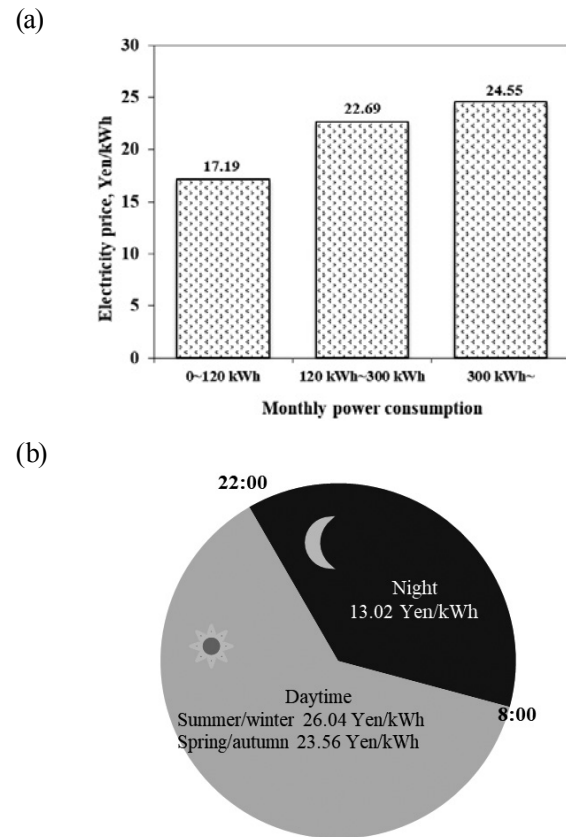 (a)
30
25
20
15
10
5
0
Electricity price, Yen/kWh
17.19
22.69
24.55
0~120 kWh
120 kWh~300 kWh
300 kWh~
Monthly power consumption
(b)
22:00
Night
13.02 Yen/kWh
8:00
Daytime
Summer/winter 26.04 Yen/kWh
Spring/autumn 23.56 Yen/kWh